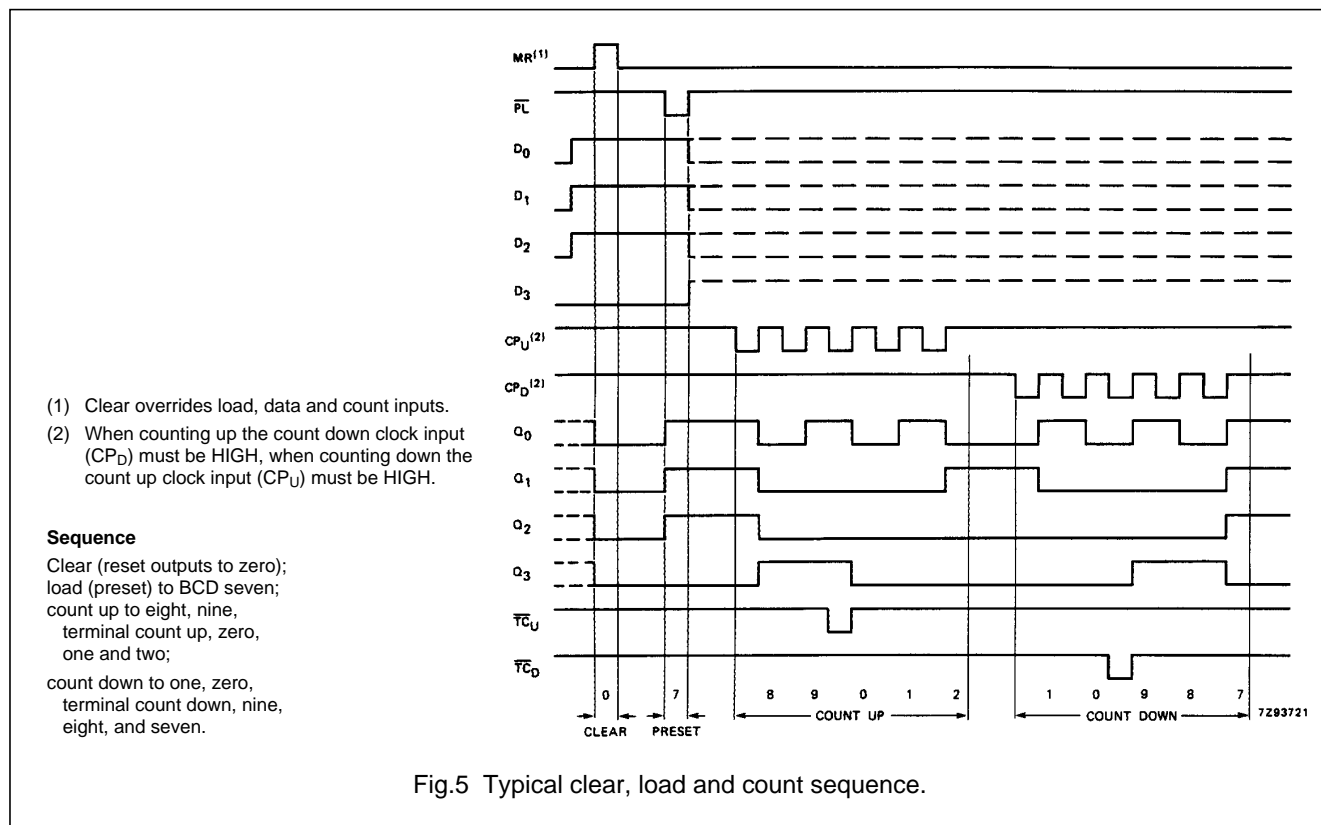 MR(1)
PL
D0
D1
D2
D3
CPU(2)
CPD(2)
Q0
Q1
Q2
Q3
TCU
TCD
0 7 8 9 0 1 2 1 0 9 8 7
CLEAR PRESET COUNT UP COUNT DOWN 7Z93721
(1) Clear overrides load, data and count inputs.
(2) When counting up the count down clock input
(CPD) must be HIGH, when counting down the
count up clock input (CPU) must be HIGH.
Sequence
Clear (reset outputs to zero);
load (preset) to BCD seven;
count up to eight, nine,
terminal count up, zero,
one and two;
count down to one, zero,
terminal count down, nine,
eight, and seven.
Fig.5 Typical clear, load and count sequence.